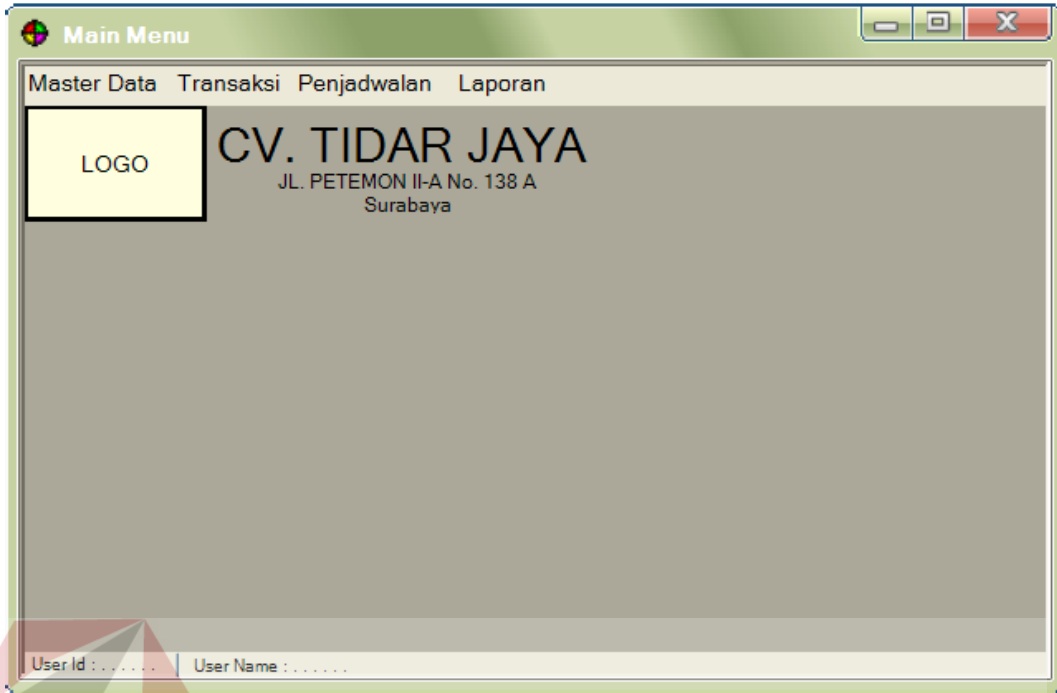 Main Menu
Master Data Transaksi Penjadwalan Laporan
LOGO
CV. TIDAR JAYA
JL. PETEMON II-A No. 138 A
Surabaya
User Id : . . . . . . User Name : . . . . . .